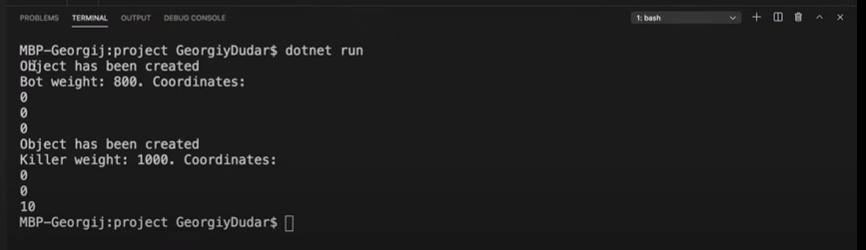 PROBLEMS TERMINAL OUTPUT DEBUG CONSOLE 1: bash
MBP-Georgij:project GeorgiyDudar$ dotnet run
Object has been created
Bot weight: 800. Coordinates:
0
0
0
Object has been created
Killer weight: 1000. Coordinates:
0
0
10
MBP-Georgij:project GeorgiyDudar$